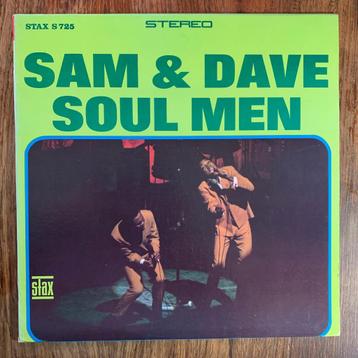 STAX S 725
STEREO
SAM & DAVE
SOUL MEN
stax